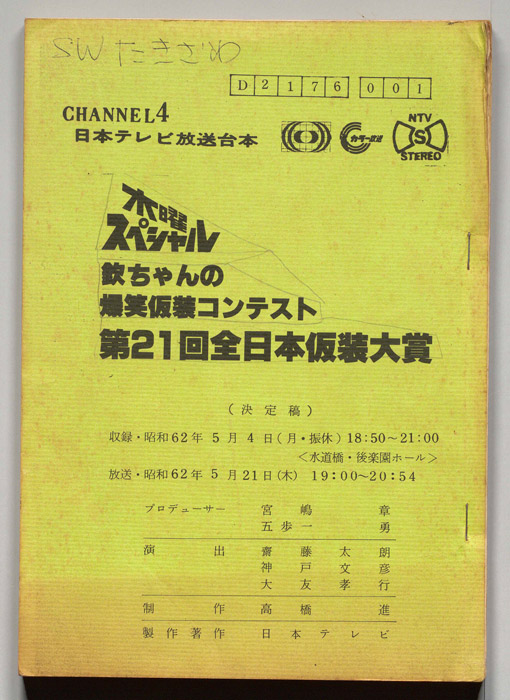 SW たきざわ
D2176 001
CHANNEL4
日本テレビ放送台本
カラー放送
NTV
S
STEREO
木曜
スペシャル
欽ちゃんの
爆笑仮装コンテスト
第21回全日本仮装大賞
(決定稿)
収録・昭和62年 5月 4日(月・振休) 18:50~21:00
<水道橋・後楽園ホール>
放送・昭和62年 5月 21日(木) 19:00~20:54
プロデューサー 宮嶋 章
五歩一 勇
演出 齋藤太朗
神戸文彦
大友孝行
制作 高橋 進
製作著作 日本テレビ